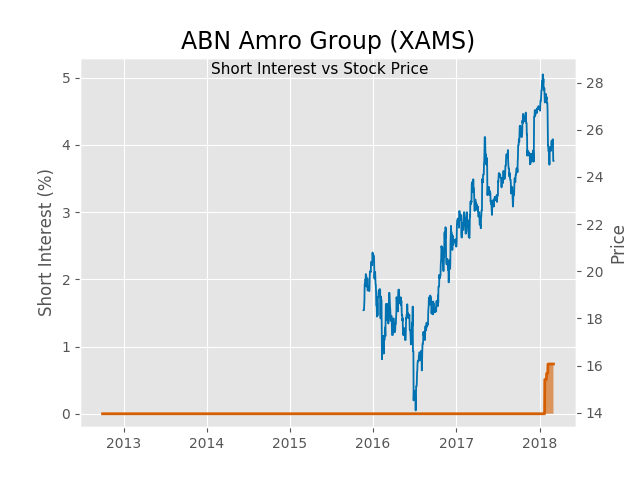 ABN Amro Group (XAMS)
Short Interest vs Stock Price
Short Interest (%)
5
4
3
2
1
0
28
26
24
22
20
18
16
14
Price
2013 2014 2015 2016 2017 2018